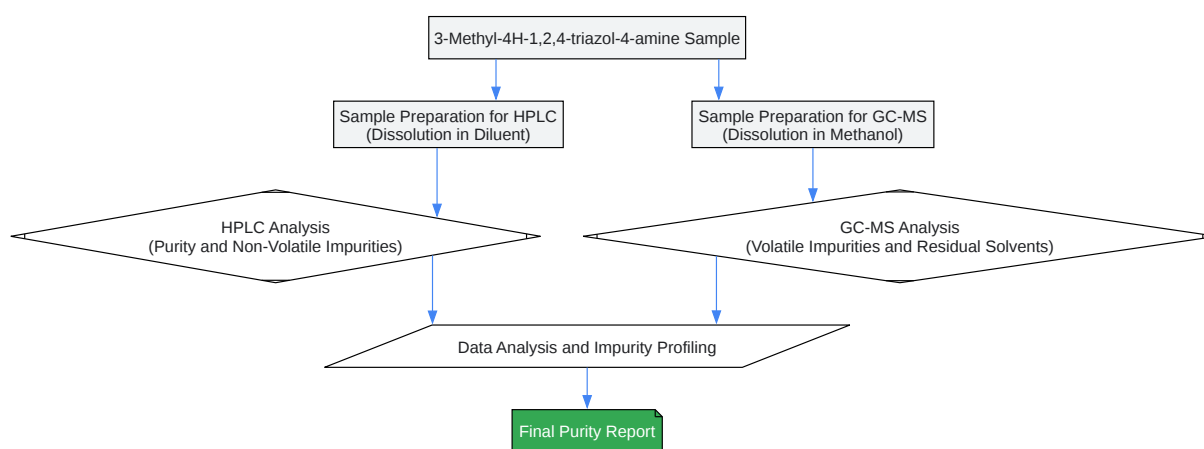 3-Methyl-4H-1,2,4-triazol-4-amine Sample
Sample Preparation for HPLC
(Dissolution in Diluent)
Sample Preparation for GC-MS
(Dissolution in Methanol)
HPLC Analysis
(Purity and Non-Volatile Impurities)
GC-MS Analysis
(Volatile Impurities and Residual Solvents)
Data Analysis and Impurity Profiling
Final Purity Report